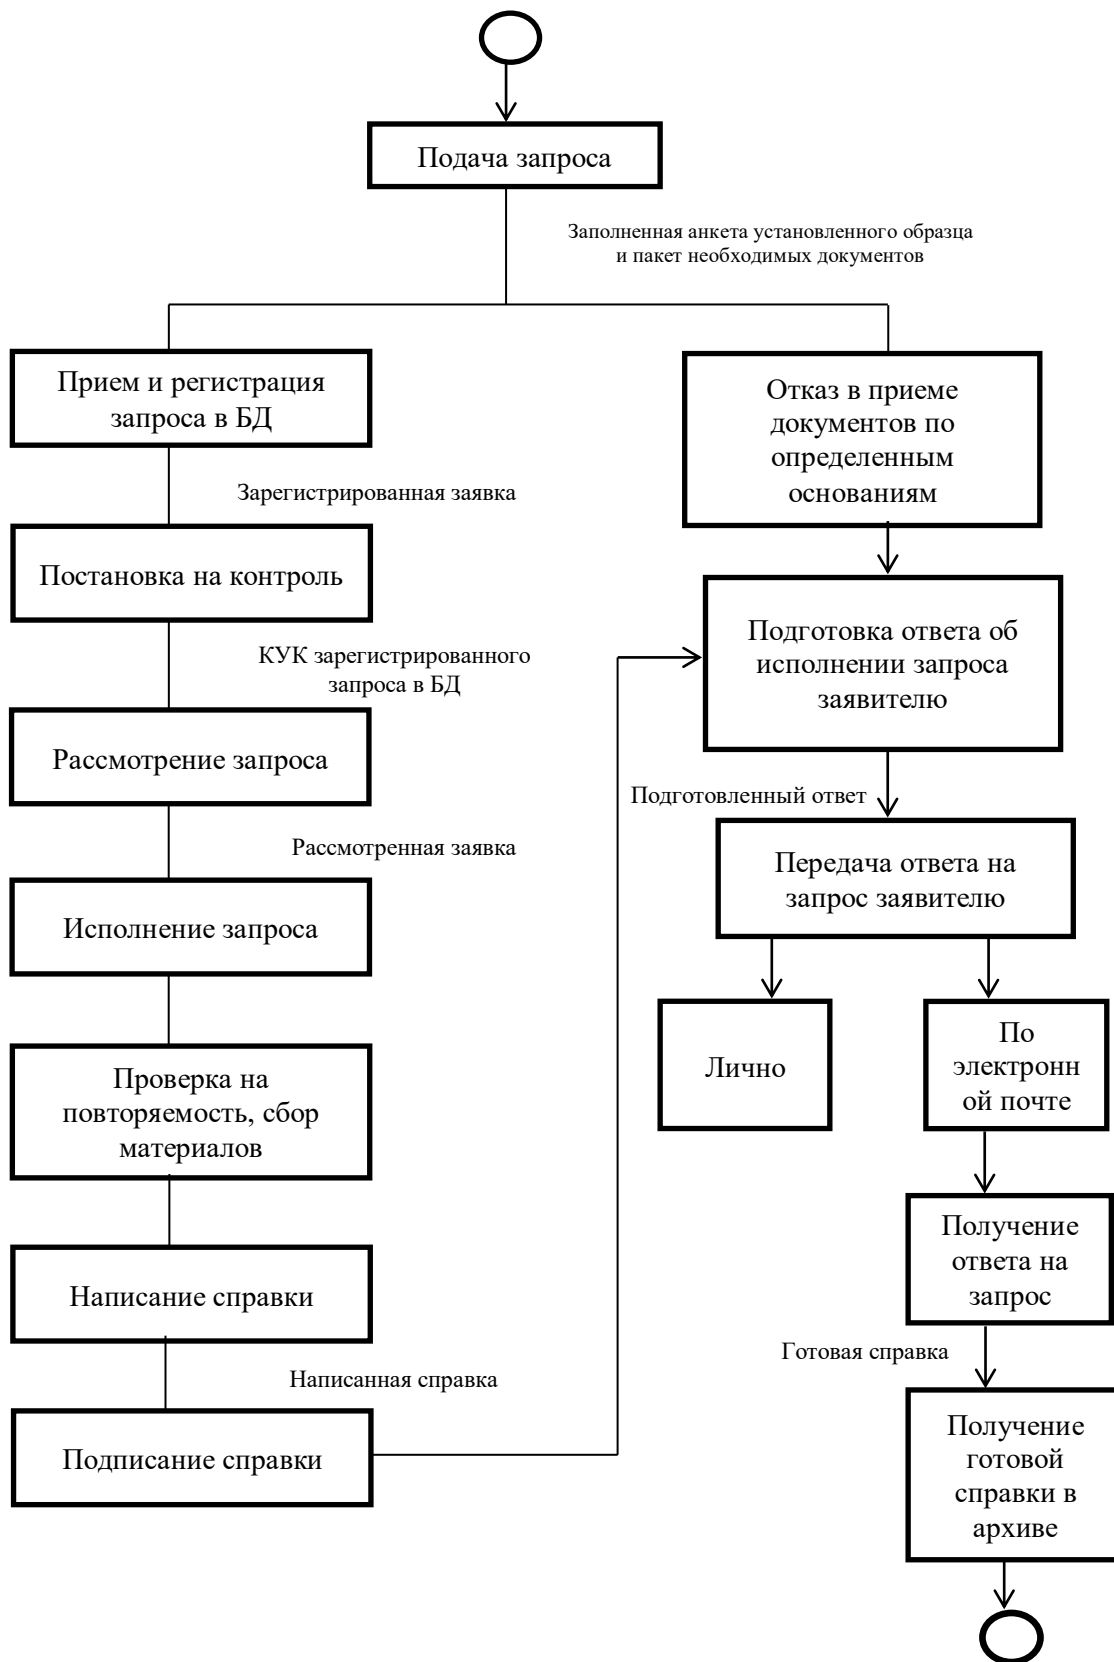 Подача запроса
Заполненная анкета установленного образца
и пакет необходимых документов
Прием и регистрация
запроса в БД
Зарегистрированная заявка
Постановка на контроль
КУК зарегистрированного
запроса в БД
Рассмотрение запроса
Рассмотренная заявка
Исполнение запроса
Проверка на
повторяемость, сбор
материалов
Написание справки
Написанная справка
Подписание справки
Отказ в приеме
документов по
определенным
основаниям
Подготовка ответа об
исполнении запроса
заявителю
Подготовленный ответ
Передача ответа на
запрос заявителю
Лично
По
электронн
ой почте
Получение
ответа на
запрос
Готовая справка
Получение
готовой
справки в
архиве